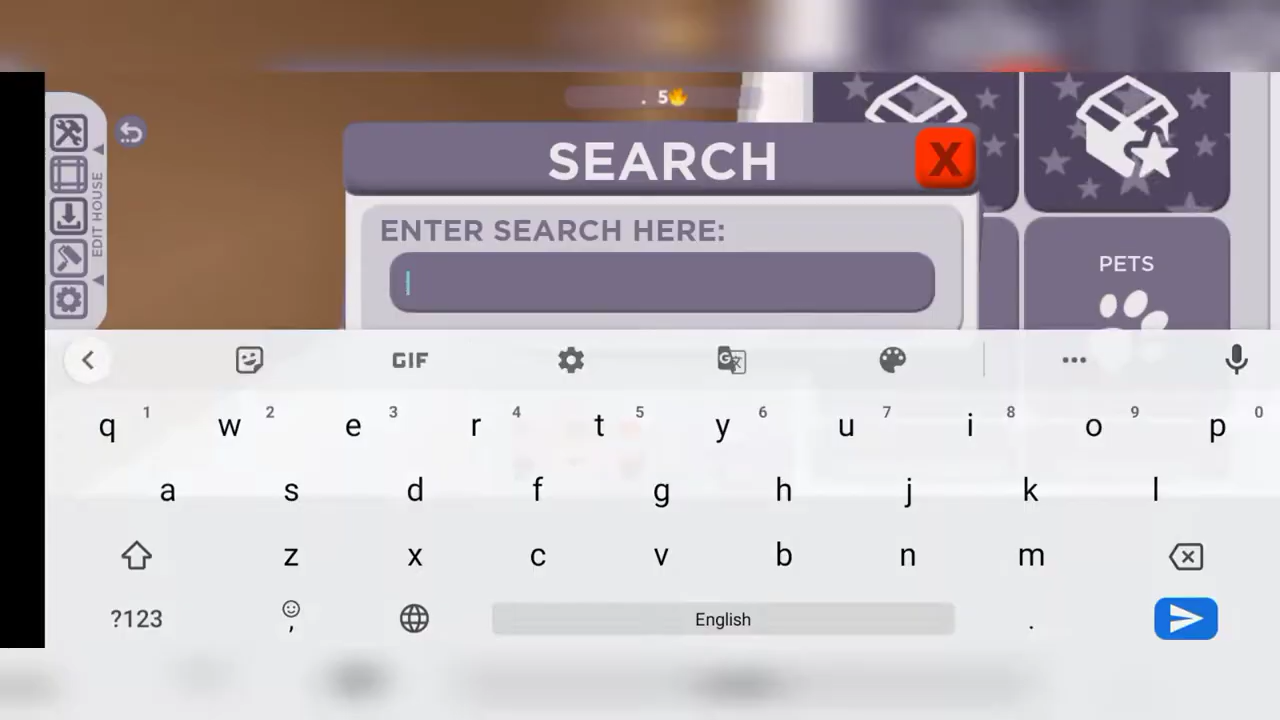 . 5🔥
SEARCH
X
ENTER SEARCH HERE:
EDIT HOUSE
PETS
GIF
q 1 w 2 e 3 r 4 t 5 y 6 u 7 i 8 o 9 p 0
a s d f g h j k l
z x c v b n m
?123 , English .